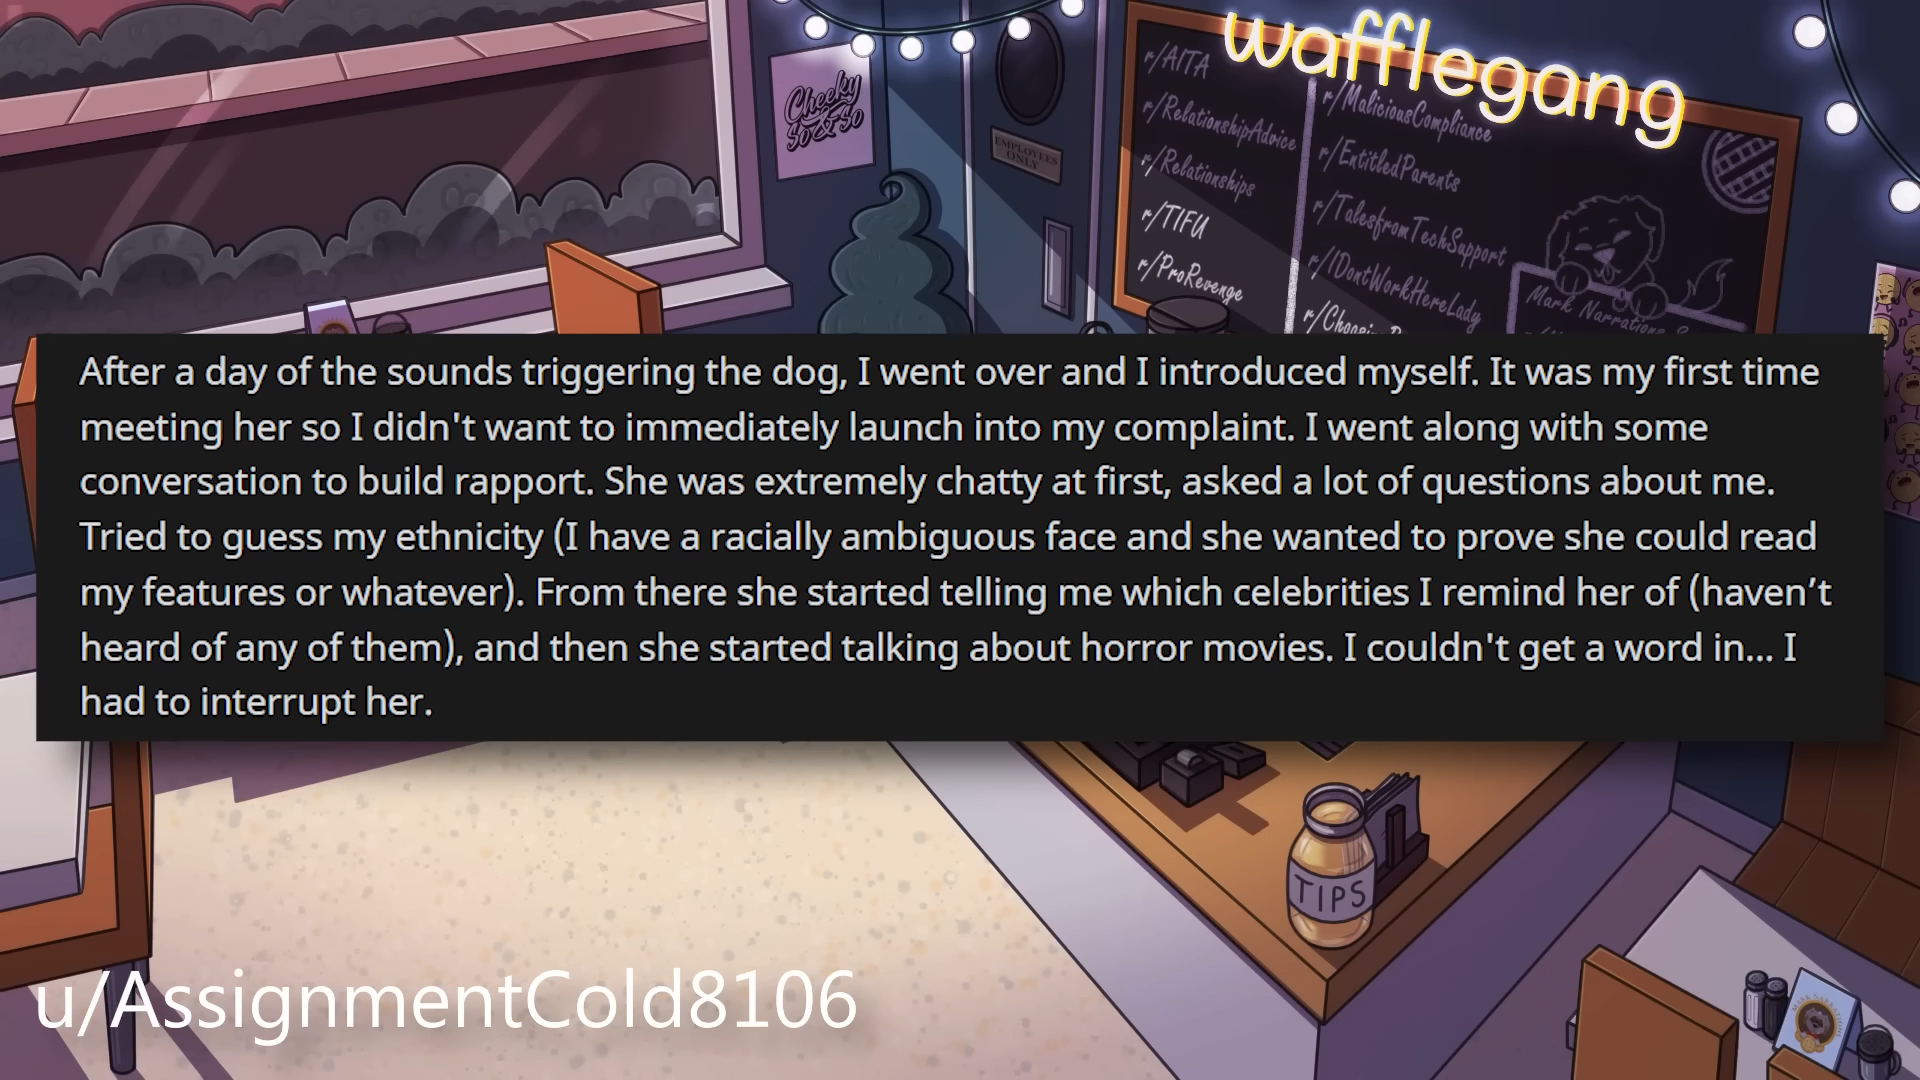 wafflegang
Cheeky
SO & SO
EMPLOYEES
ONLY
r/AITA
r/RelationshipAdvice
r/Relationships
r/TIFU
r/ProRevenge
r/MaliciousCompliance
r/EntitledParents
r/TalesfromTechSupport
r/IDontWorkHereLady
Mark Narrations
After a day of the sounds triggering the dog, I went over and I introduced myself. It was my first time
meeting her so I didn't want to immediately launch into my complaint. I went along with some
conversation to build rapport. She was extremely chatty at first, asked a lot of questions about me.
Tried to guess my ethnicity (I have a racially ambiguous face and she wanted to prove she could read
my features or whatever). From there she started telling me which celebrities I remind her of (haven’t
heard of any of them), and then she started talking about horror movies. I couldn't get a word in... I
had to interrupt her.
TIPS
u/AssignmentCold8106